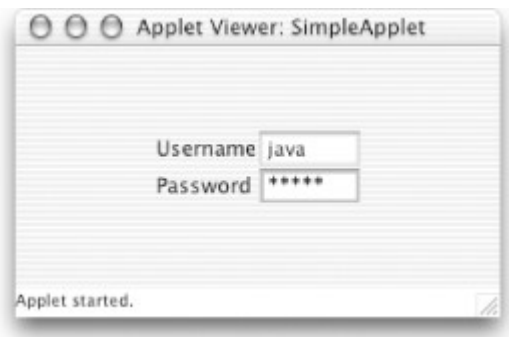 Applet Viewer: SimpleApplet
Username java
Password *****
Applet started.